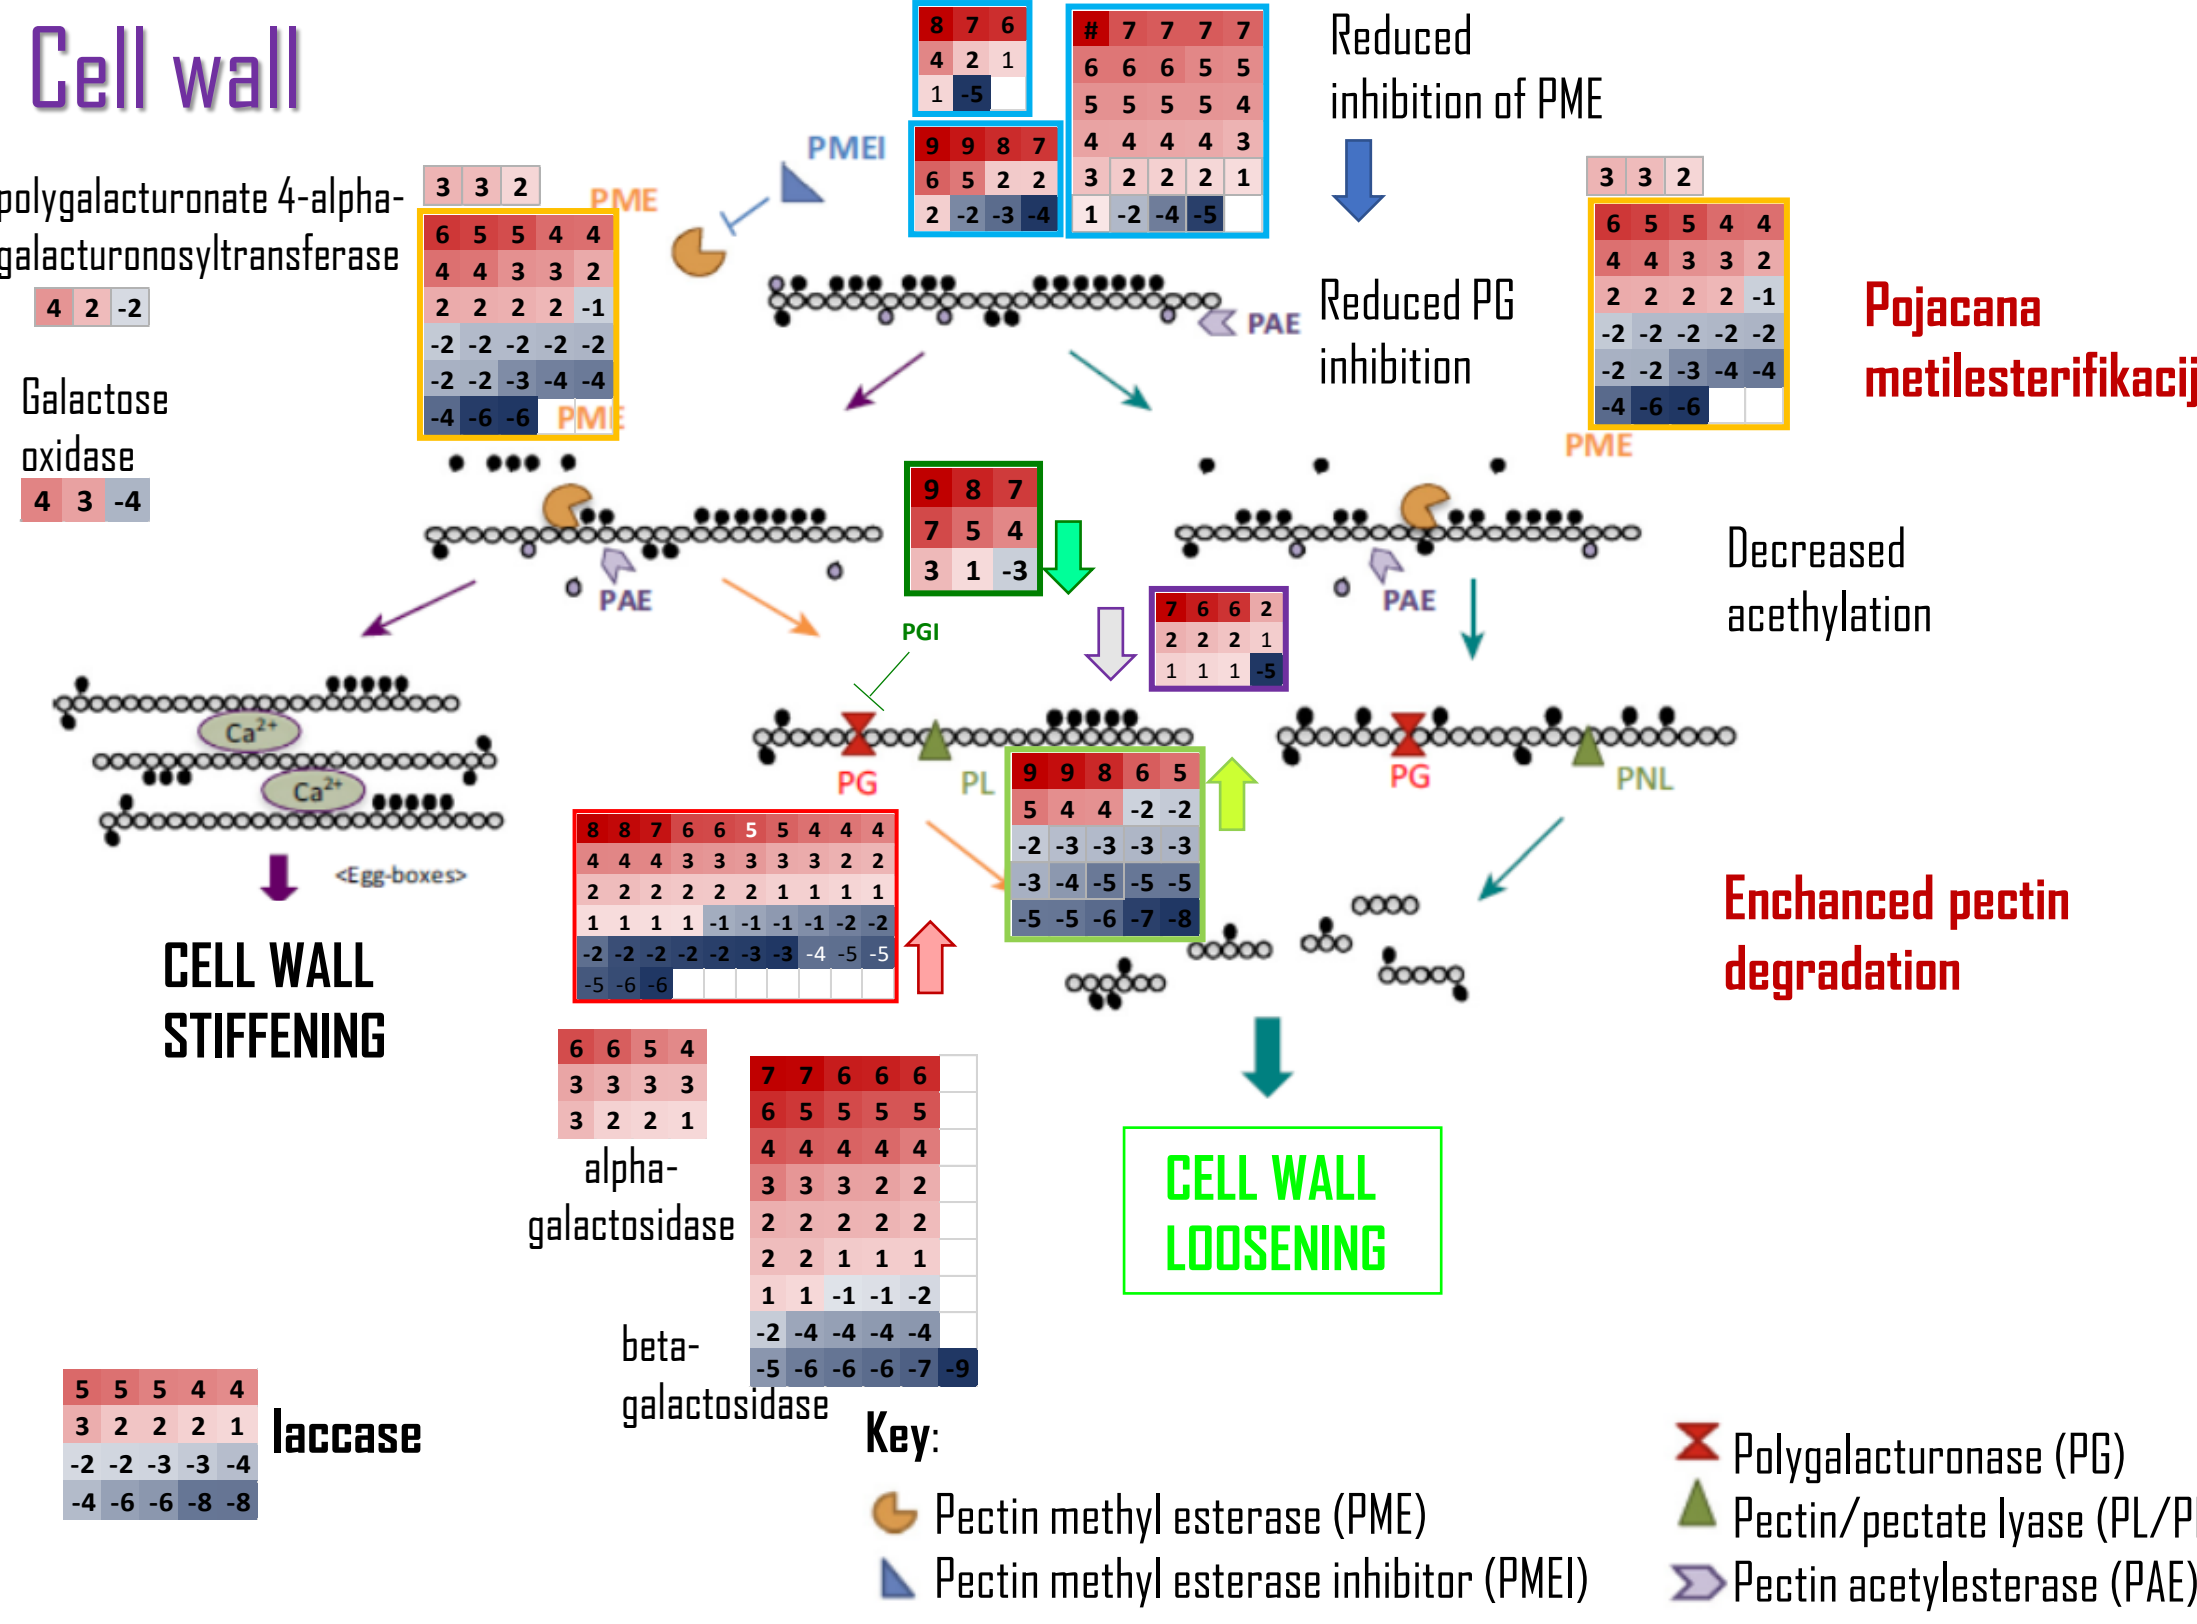 Cell wall
8 7 6
4 2 1
1 -5
# 7 7 7 7
6 6 6 5 5
5 5 5 5 4
4 4 4 4 3
3 2 2 2 1
1 -2 -4 -5
Reduced
inhibition of PME
PMEI
9 9 8 7
6 5 2 2
2 -2 -3 -4
polygalacturonate 4-alpha-
galacturonosyltransferase
4 2 -2
3 3 2
PME
6 5 5 4 4
4 4 3 3 2
2 2 2 2 -1
-2 -2 -2 -2 -2
-2 -2 -3 -4 -4
-4 -6 -6
PME
3 3 2
6 5 5 4 4
4 4 3 3 2
2 2 2 2 -1
-2 -2 -2 -2 -2
-2 -2 -3 -4 -4
-4 -6 -6
PME
PAE
Reduced PG
inhibition
Pojacana
metilesterifikacij
Galactose
oxidase
4 3 -4
9 8 7
7 5 4
3 1 -3
PAE
PGI
7 6 6 2
2 2 2 1
1 1 1 -5
PAE
Decreased
acethylation
Ca2+
Ca2+
<Egg-boxes>
CELL WALL
STIFFENING
PG
PL
PG
PNL
9 9 8 6 5
5 4 4 -2 -2
-2 -3 -3 -3 -3
-3 -4 -5 -5 -5
-5 -5 -6 -7 -8
8 8 7 6 6 5 5 4 4 4
4 4 4 3 3 3 3 3 2 2
2 2 2 2 2 2 1 1 1 1
1 1 1 1 -1 -1 -1 -1 -2 -2
-2 -2 -2 -2 -2 -3 -3 -4 -5 -5
-5 -6 -6
Enchanced pectin
degradation
6 6 5 4
3 3 3 3
3 2 2 1
alpha-
galactosidase
7 7 6 6 6
6 5 5 5 5
4 4 4 4 4
3 3 3 2 2
2 2 2 2 2
2 2 1 1 1
1 1 -1 -1 -2
-2 -4 -4 -4 -4
-5 -6 -6 -6 -7 -9
beta-
galactosidase
CELL WALL
LOOSENING
5 5 5 4 4
3 2 2 2 1
-2 -2 -3 -3 -4
-4 -6 -6 -8 -8
laccase
Key:
Pectin methyl esterase (PME)
Pectin methyl esterase inhibitor (PMEI)
Polygalacturonase (PG)
Pectin/pectate lyase (PL/P
Pectin acetylesterase (PAE)